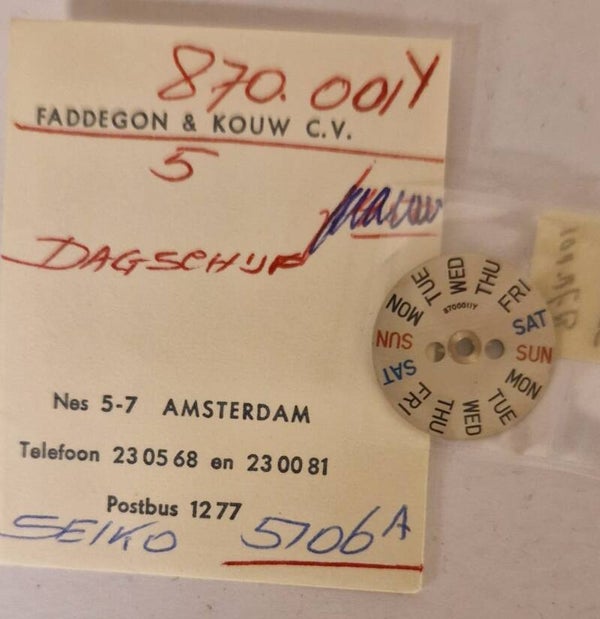 870.001Y
FADDEGON & KOUW C.V.
5
DAGSCHIJF
Nes 5-7 AMSTERDAM
Telefoon 23 05 68 en 23 00 81
Postbus 1277
SEIKO 5106A
870001Y
SUN
MON
TUE
WED
THU
FRI
SAT
SUN
MON
TUE
WED
THU
FRI
SAT